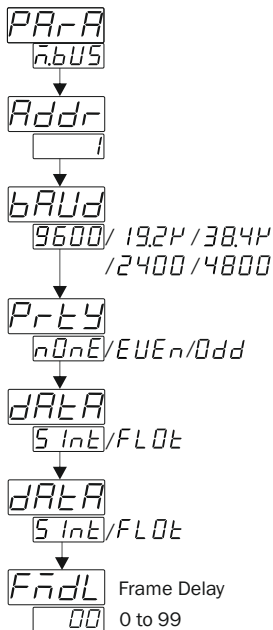 PArA
m.bUS
Addr
1
bAUd
9600/ 19.2K / 38.4K
/2400 / 4800
PrtY
nOnE/EUEn/Odd
dAtA
S Int/FLOt
dAtA
S Int/FLOt
FmdL Frame Delay
00 0 to 99